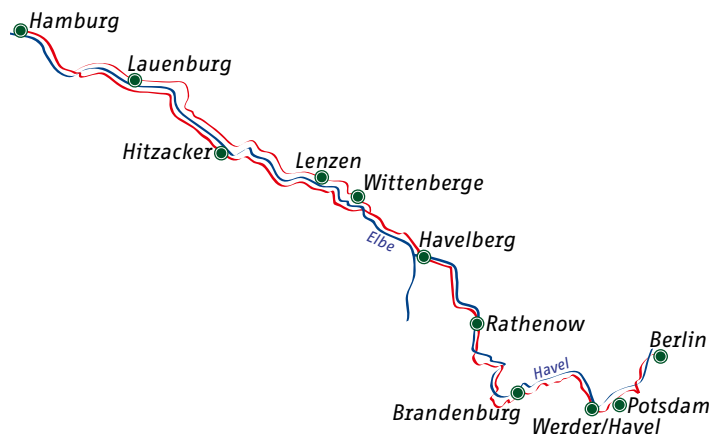 Hamburg
Lauenburg
Hitzacker
Lenzen
Wittenberge
Elbe
Havelberg
Rathenow
Berlin
Havel
Brandenburg
Potsdam
Werder/Havel